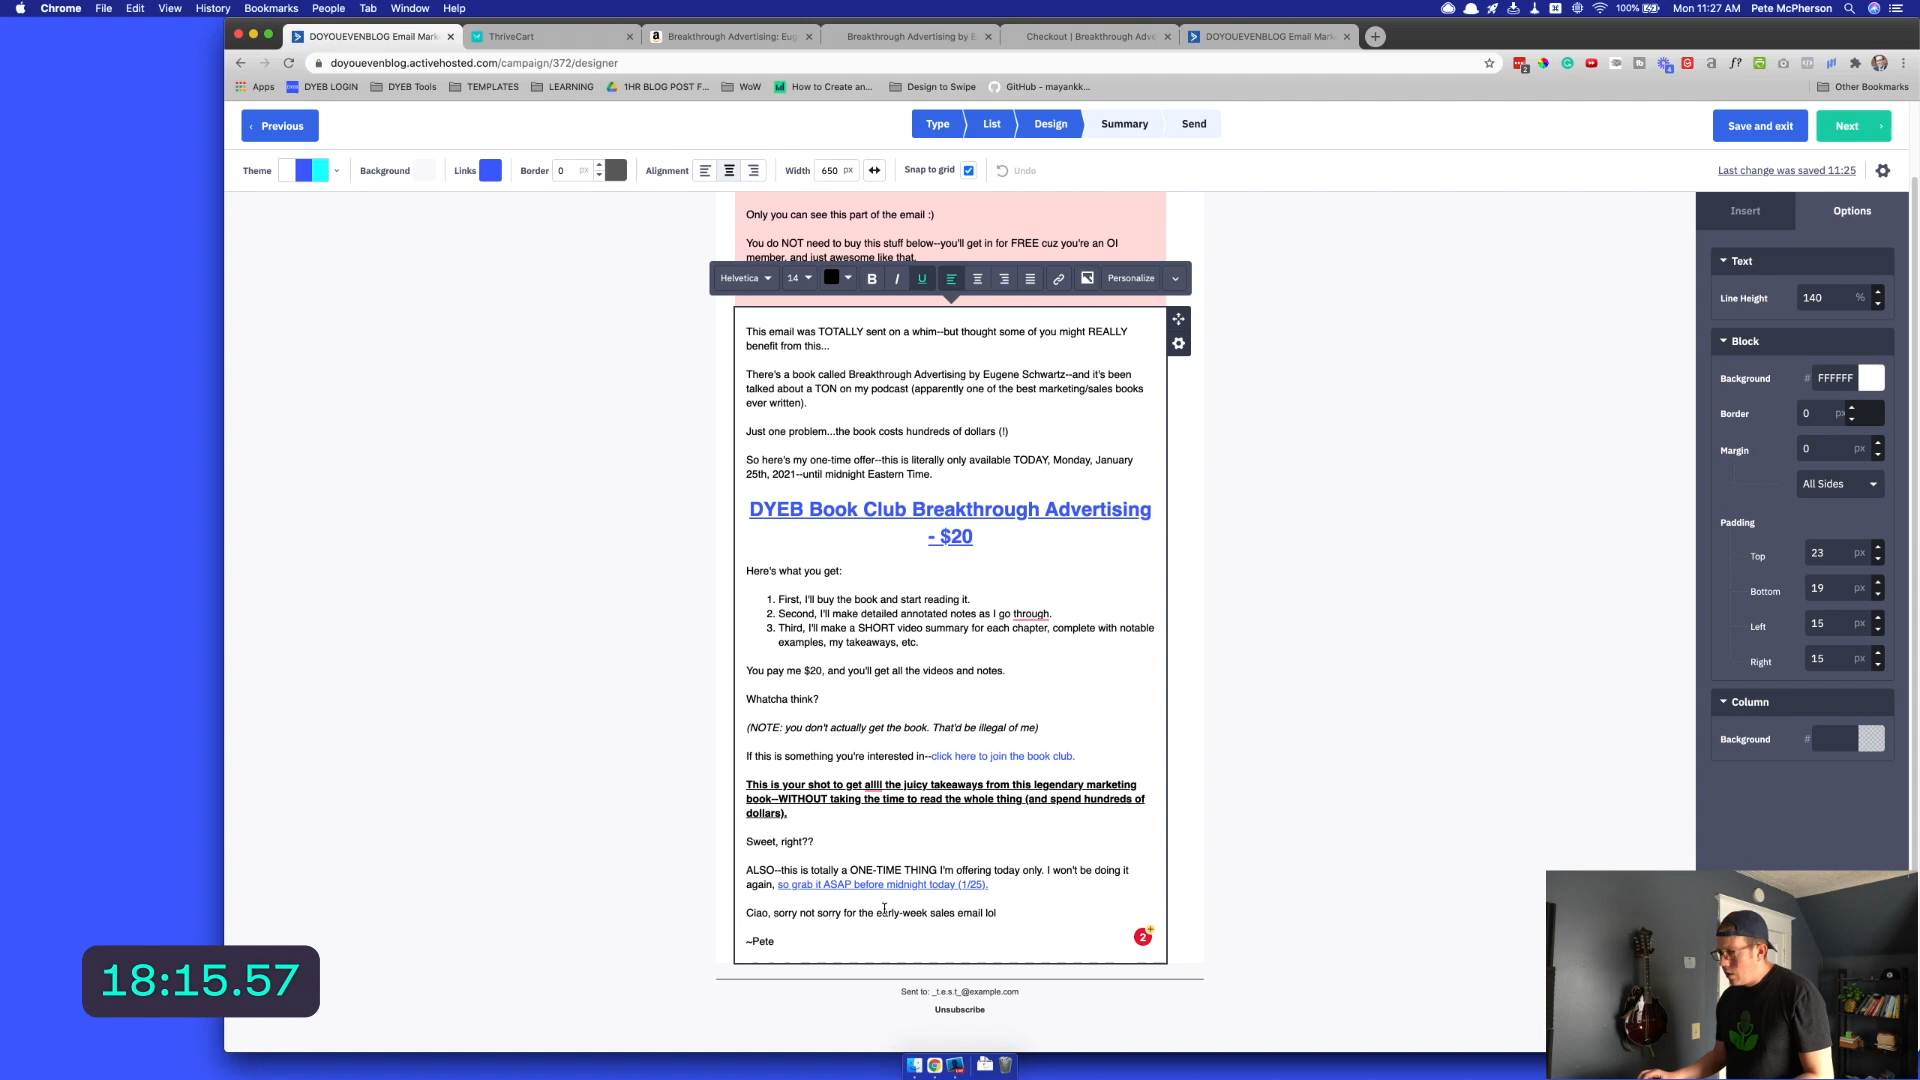 Chrome File Edit View History Bookmarks People Tab Window Help 100% Mon 11:27 AM Pete McPherson
DOYOUEVENBLOG Email Mark ThriveCart Breakthrough Advertising: Eug Breakthrough Advertising by E Checkout | Breakthrough Adve DOYOUEVENBLOG Email Mark
doyouevenblog.activehosted.com/campaign/372/designer
Apps DYEB LOGIN DYEB Tools TEMPLATES LEARNING 1HR BLOG POST F... WoW How to Create an... Design to Swipe GitHub - mayankk... Other Bookmarks
Previous Type List Design Summary Send Save and exit Next
Theme Background Links Border 0 px Alignment Width 650 px Snap to grid Undo Last change was saved 11:25
Insert Options
Only you can see this part of the email :)
You do NOT need to buy this stuff below--you'll get in for FREE cuz you're an OI
member, and just awesome like that.
Helvetica 14 B I U Personalize
This email was TOTALLY sent on a whim--but thought some of you might REALLY
benefit from this...
There's a book called Breakthrough Advertising by Eugene Schwartz--and it's been
talked about a TON on my podcast (apparently one of the best marketing/sales books
ever written).
Just one problem...the book costs hundreds of dollars (!)
So here's my one-time offer--this is literally only available TODAY, Monday, January
25th, 2021--until midnight Eastern Time.
DYEB Book Club Breakthrough Advertising
- $20
Here's what you get:
1. First, I'll buy the book and start reading it.
2. Second, I'll make detailed annotated notes as I go through.
3. Third, I'll make a SHORT video summary for each chapter, complete with notable
examples, my takeaways, etc.
You pay me $20, and you'll get all the videos and notes.
Whatcha think?
(NOTE: you don't actually get the book. That'd be illegal of me)
If this is something you're interested in--click here to join the book club.
This is your shot to get allll the juicy takeaways from this legendary marketing
book--WITHOUT taking the time to read the whole thing (and spend hundreds of
dollars).
Sweet, right??
ALSO--this is totally a ONE-TIME THING I'm offering today only. I won't be doing it
again, so grab it ASAP before midnight today (1/25).
Ciao, sorry not sorry for the early-week sales email lol
~Pete
2
Sent to: _t.e.s.t_@example.com
Unsubscribe
Text
Line Height 140 %
Block
Background # FFFFFF
Border 0 px
Margin 0 px
All Sides
Padding
Top 23 px
Bottom 19 px
Left 15 px
Right 15 px
Column
Background #
18:15.57